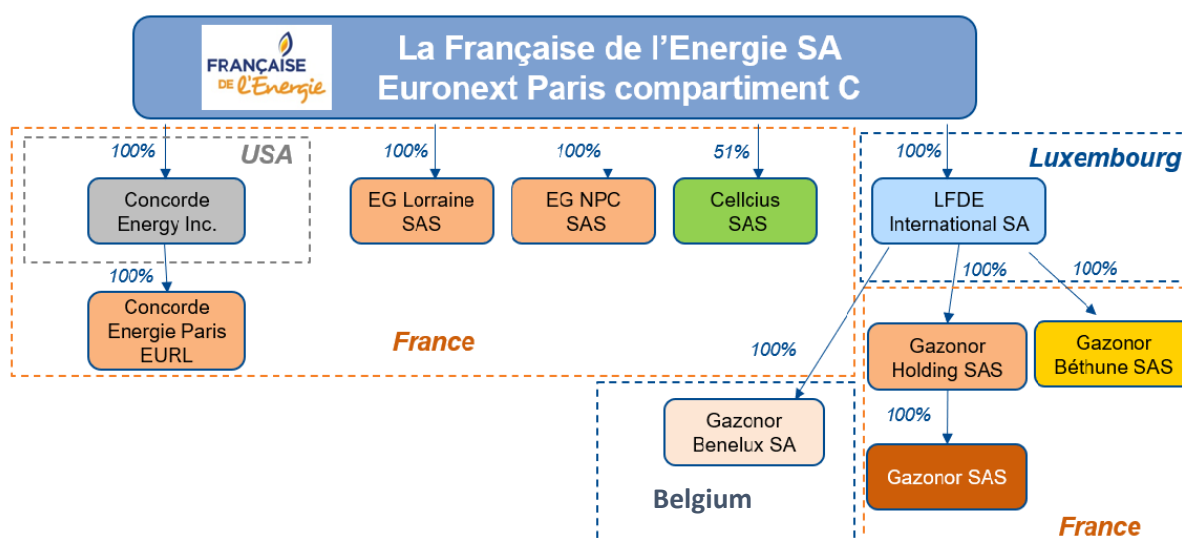 FRANÇAISE
DE l'Energie
La Française de l'Energie SA
Euronext Paris compartiment C
100%
USA
100%
100%
51%
100%
Luxembourg
Concorde
Energy Inc.
EG Lorraine
SAS
EG NPC
SAS
Cellcius
SAS
LFDE
International SA
100%
100%
100%
Concorde
Energie Paris
EURL
France
100%
Gazonor
Holding SAS
Gazonor
Béthune SAS
Gazonor
Benelux SA
100%
Gazonor SAS
Belgium
France